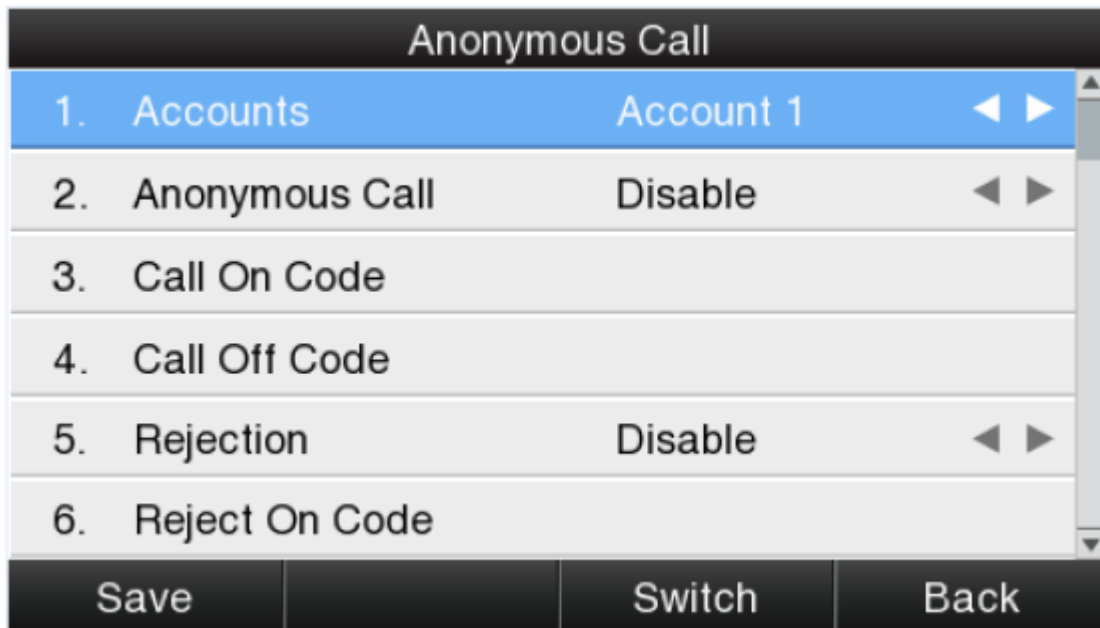 Anonymous Call
1. Accounts Account 1
2. Anonymous Call Disable
3. Call On Code
4. Call Off Code
5. Rejection Disable
6. Reject On Code
Save Switch Back